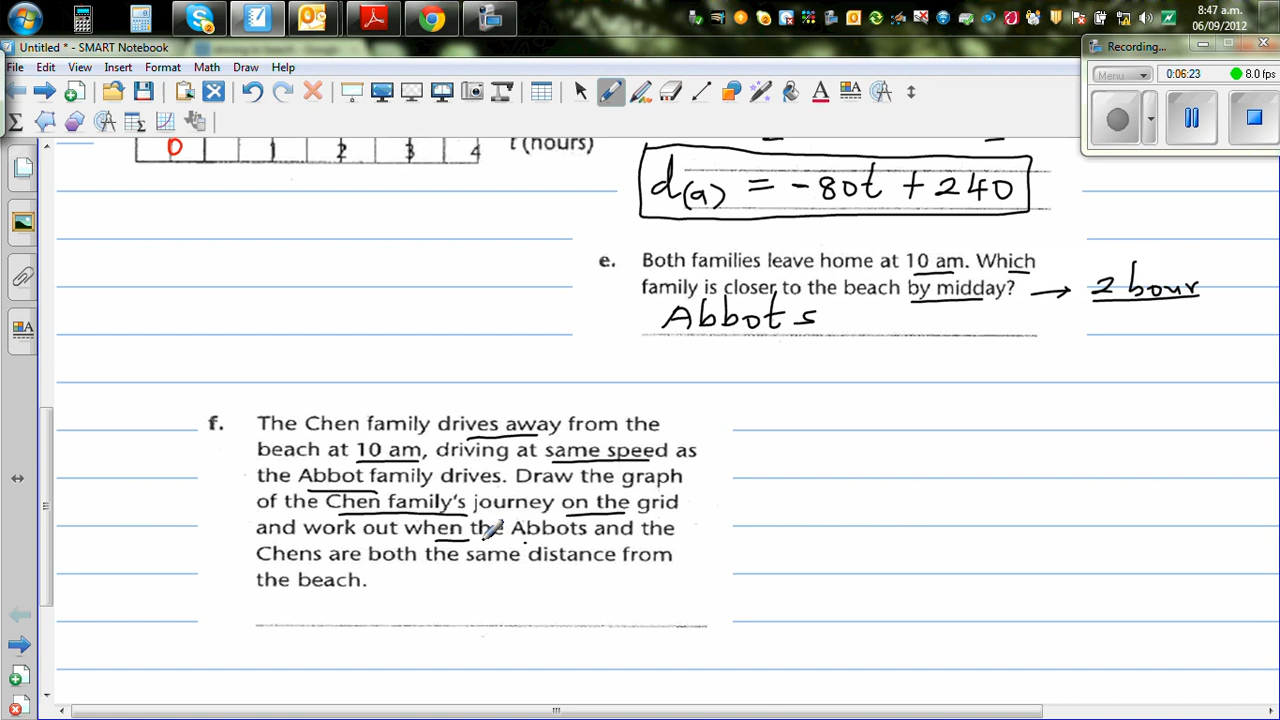 8:47 a.m.
06/09/2012
Untitled * - SMART Notebook
Recording...
File Edit View Insert Format Math Draw Help
Menu
0:06:23
8.0 fps
0 1 2 3 4 t (hours)
d(a) = -80t + 240
e. Both families leave home at 10 am. Which
family is closer to the beach by midday? → 2 hour
Abbots
f. The Chen family drives away from the
beach at 10 am, driving at same speed as
the Abbot family drives. Draw the graph
of the Chen family's journey on the grid
and work out when the Abbots and the
Chens are both the same distance from
the beach.